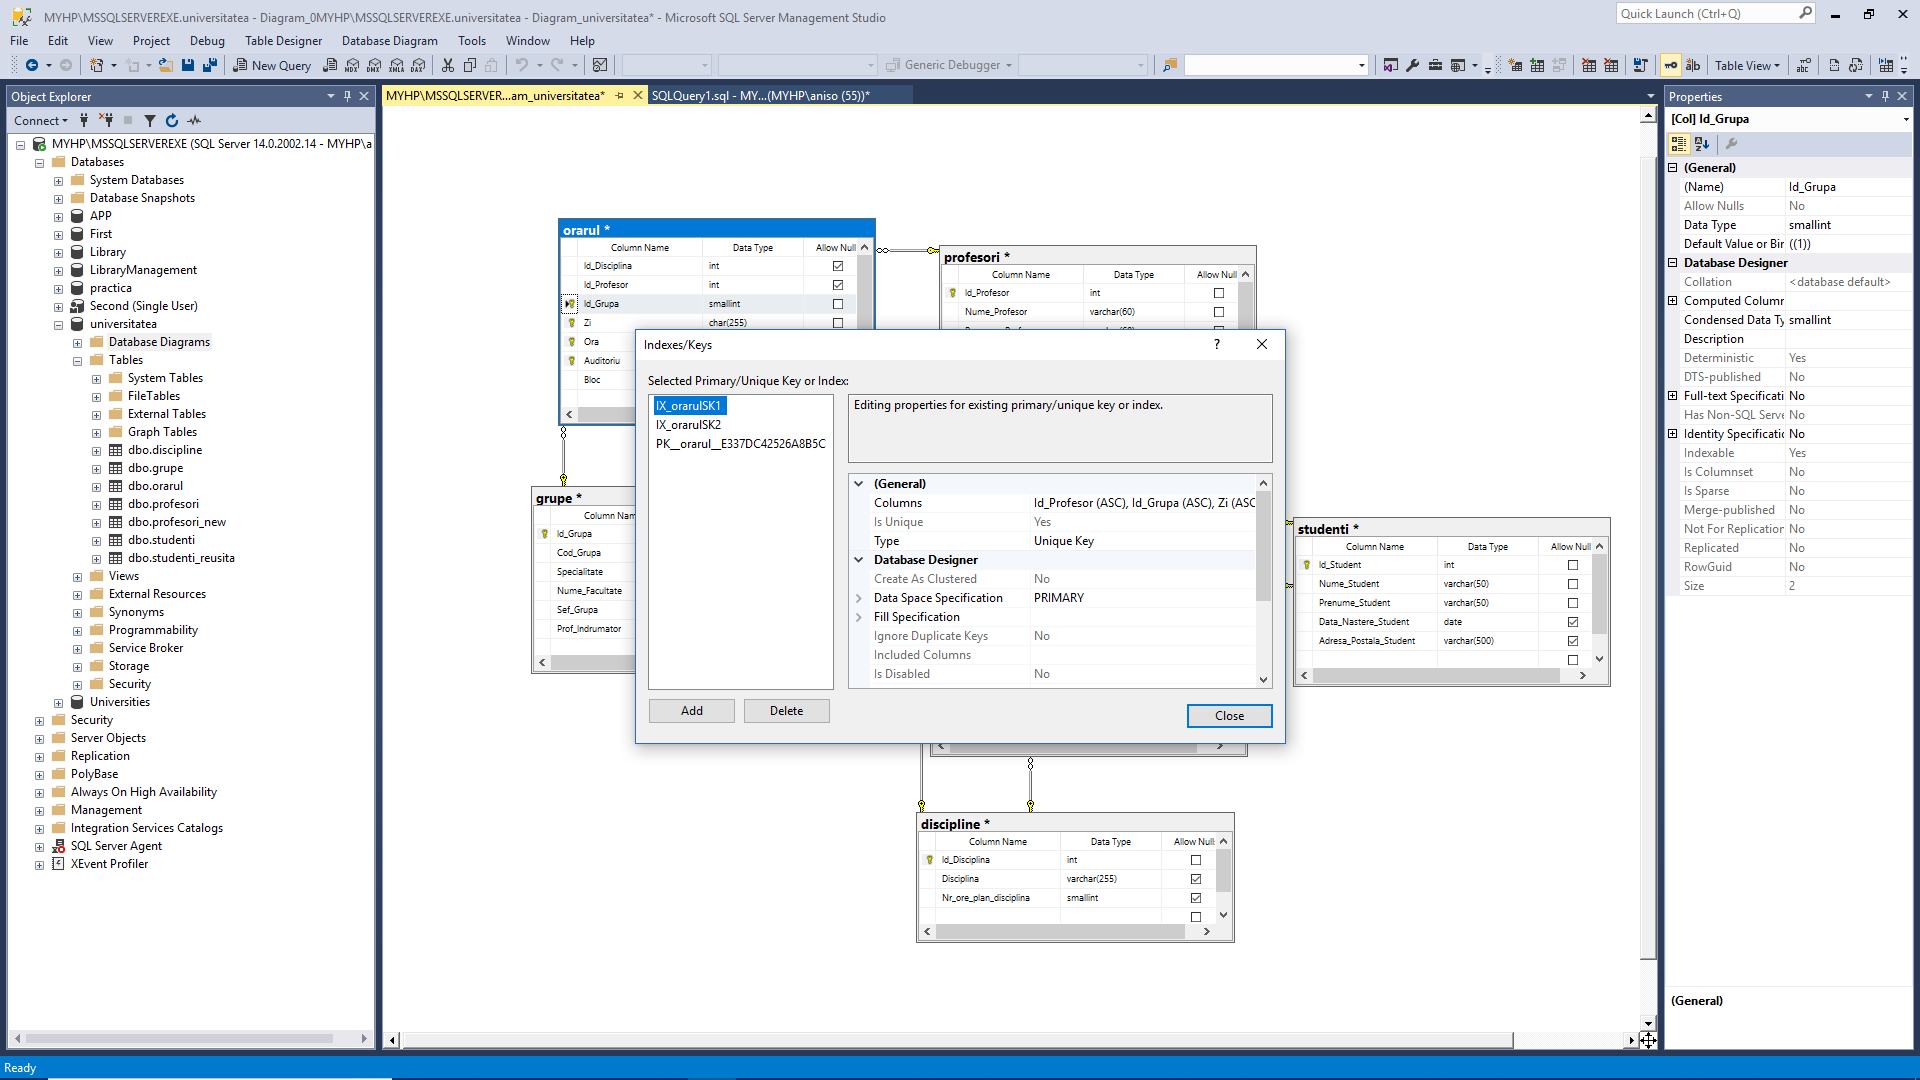 MYHP\MSSQLSERVEREXE.universitatea - Diagram_0MYHP\MSSQLSERVEREXE.universitatea - Diagram_universitatea* - Microsoft SQL Server Management Studio
Quick Launch (Ctrl+Q)
File Edit View Project Debug Table Designer Database Diagram Tools Window Help
New Query
MDX DMX XMLA DAX
Generic Debugger
Table View
Object Explorer
Connect
MYHP\MSSQLSERVEREXE (SQL Server 14.0.2002.14 - MYHP\a
Databases
System Databases
Database Snapshots
APP
First
Library
LibraryManagement
practica
Second (Single User)
universitatea
Database Diagrams
Tables
System Tables
FileTables
External Tables
Graph Tables
dbo.discipline
dbo.grupe
dbo.orarul
dbo.profesori
dbo.profesori_new
dbo.studenti
dbo.studenti_reusita
Views
External Resources
Synonyms
Programmability
Service Broker
Storage
Security
Universities
Security
Server Objects
Replication
PolyBase
Always On High Availability
Management
Integration Services Catalogs
SQL Server Agent
XEvent Profiler
MYHP\MSSQLSERVER...am_universitatea*
SQLQuery1.sql - MY...(MYHP\aniso (55))*
orarul *
Column Name Data Type Allow Null
Id_Disciplina int
Id_Profesor int
Id_Grupa smallint
Zi char(255)
Ora
Auditoriu
Bloc
profesori *
Column Name Data Type Allow Null
Id_Profesor int
Nume_Profesor varchar(60)
grupe *
Column Nam
Id_Grupa
Cod_Grupa
Specialitate
Nume_Facultate
Sef_Grupa
Prof_Indrumator
Indexes/Keys
?
Selected Primary/Unique Key or Index:
IX_orarulSK1
IX_orarulSK2
PK__orarul__E337DC42526A8B5C
Editing properties for existing primary/unique key or index.
(General)
Columns Id_Profesor (ASC), Id_Grupa (ASC), Zi (ASC
Is Unique Yes
Type Unique Key
Database Designer
Create As Clustered No
Data Space Specification PRIMARY
Fill Specification
Ignore Duplicate Keys No
Included Columns
Is Disabled No
Add Delete
Close
studenti *
Column Name Data Type Allow Null
Id_Student int
Nume_Student varchar(50)
Prenume_Student varchar(50)
Data_Nastere_Student date
Adresa_Postala_Student varchar(500)
discipline *
Column Name Data Type Allow Null
Id_Disciplina int
Disciplina varchar(255)
Nr_ore_plan_disciplina smallint
Properties
[Col] Id_Grupa
(General)
(Name) Id_Grupa
Allow Nulls No
Data Type smallint
Default Value or Bir ((1))
Database Designer
Collation <database default>
Computed Column
Condensed Data Ty smallint
Description
Deterministic Yes
DTS-published No
Full-text Specificati No
Has Non-SQL Serve No
Identity Specificatic No
Indexable Yes
Is Columnset No
Is Sparse No
Merge-published No
Not For Replication No
Replicated No
RowGuid No
Size 2
(General)
Ready